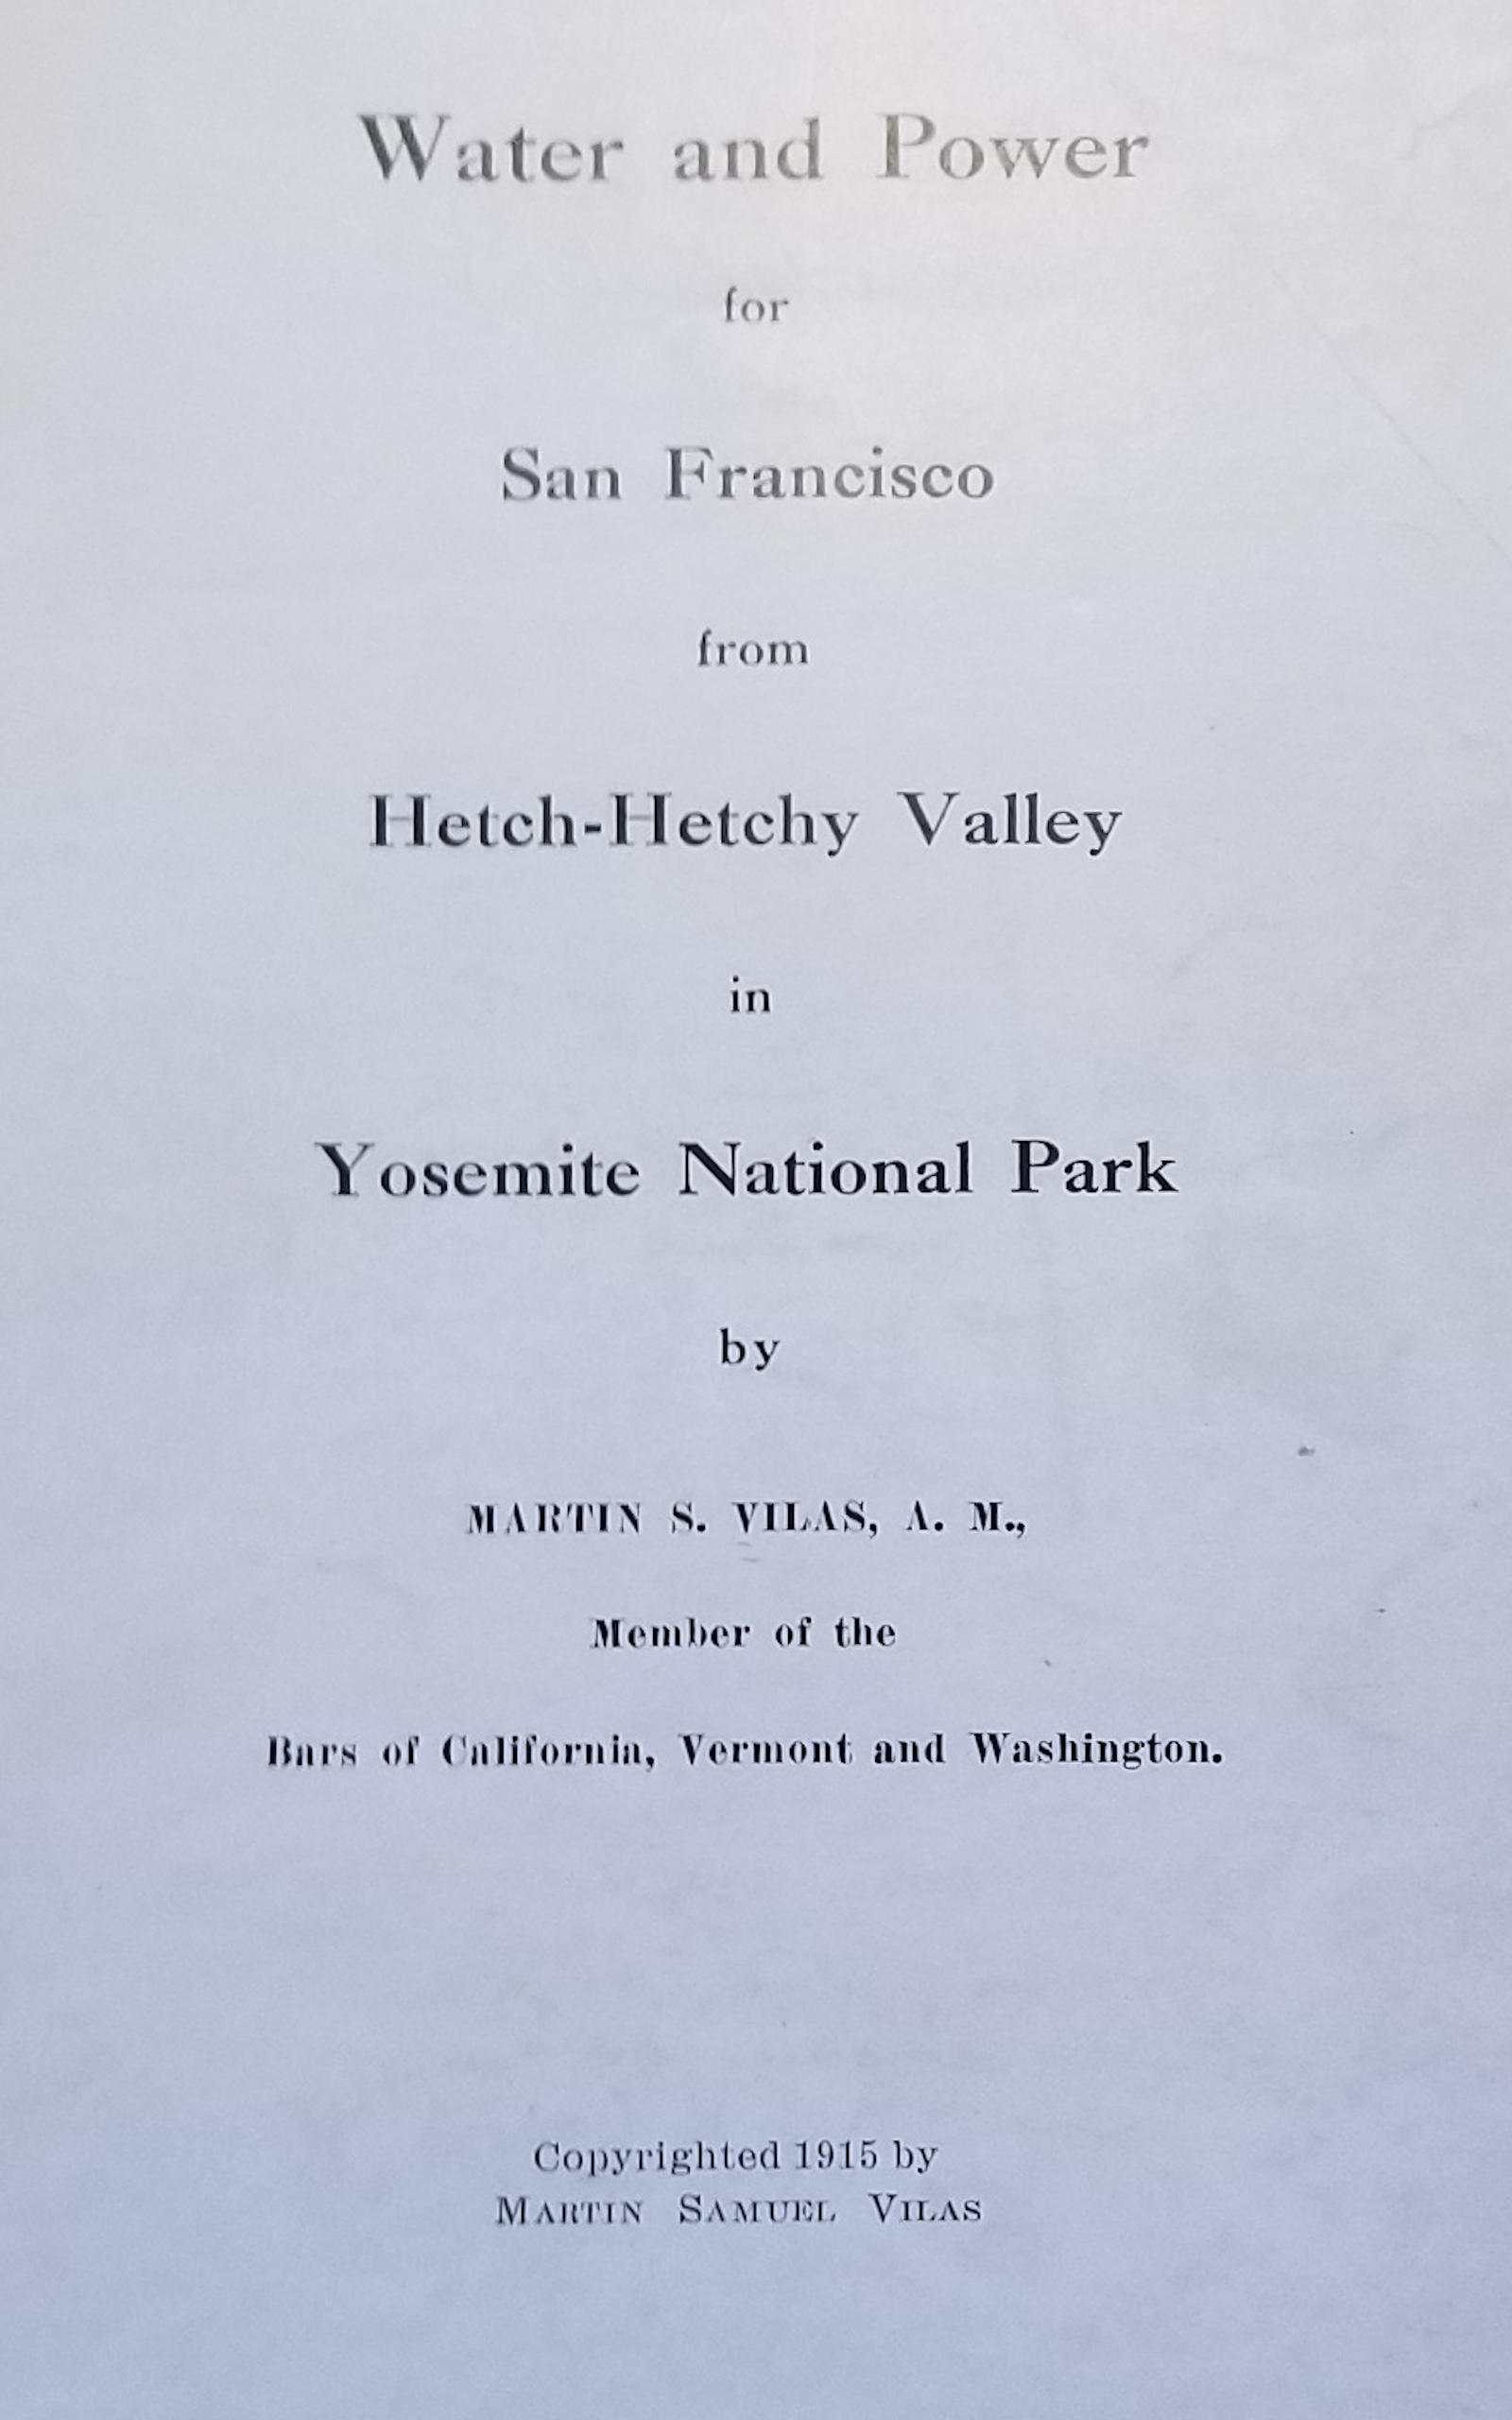 Water and Power
for
San Francisco
from
Hetch-Hetchy Valley
in
Yosemite National Park
by
MARTIN S. VILAS, A. M.,
Member of the
Bars of California, Vermont and Washington.
Copyrighted 1915 by
MARTIN SAMUEL VILAS